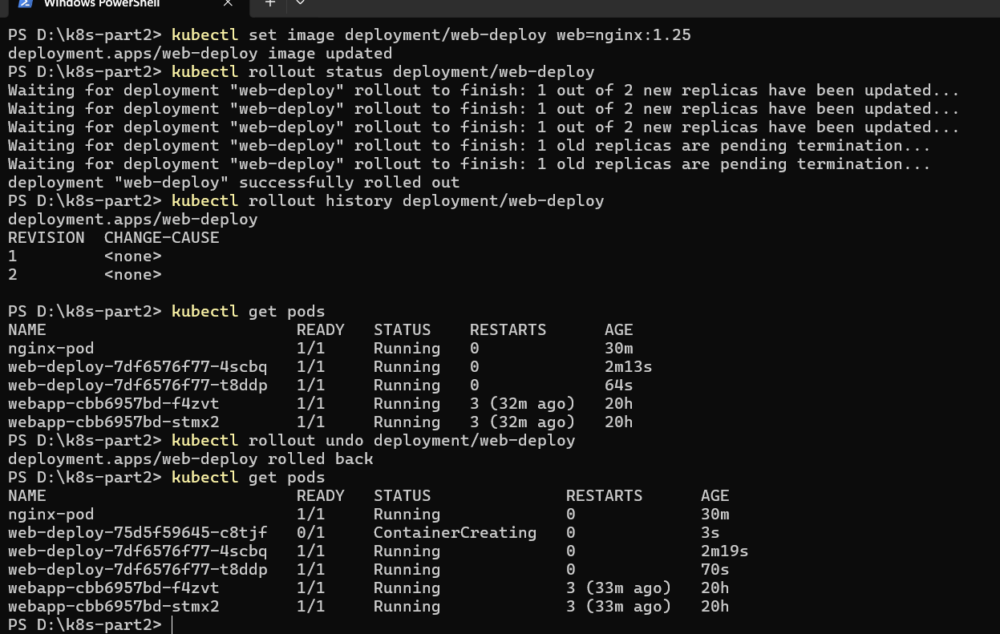 Windows PowerShell
PS D:\k8s-part2> kubectl set image deployment/web-deploy web=nginx:1.25
deployment.apps/web-deploy image updated
PS D:\k8s-part2> kubectl rollout status deployment/web-deploy
Waiting for deployment "web-deploy" rollout to finish: 1 out of 2 new replicas have been updated...
Waiting for deployment "web-deploy" rollout to finish: 1 out of 2 new replicas have been updated...
Waiting for deployment "web-deploy" rollout to finish: 1 out of 2 new replicas have been updated...
Waiting for deployment "web-deploy" rollout to finish: 1 old replicas are pending termination...
Waiting for deployment "web-deploy" rollout to finish: 1 old replicas are pending termination...
deployment "web-deploy" successfully rolled out
PS D:\k8s-part2> kubectl rollout history deployment/web-deploy
deployment.apps/web-deploy
REVISION  CHANGE-CAUSE
1         <none>
2         <none>

PS D:\k8s-part2> kubectl get pods
NAME                          READY   STATUS    RESTARTS      AGE
nginx-pod                     1/1     Running   0             30m
web-deploy-7df6576f77-4scbq   1/1     Running   0             2m13s
web-deploy-7df6576f77-t8ddp   1/1     Running   0             64s
webapp-cbb6957bd-f4zvt        1/1     Running   3 (32m ago)   20h
webapp-cbb6957bd-stmx2        1/1     Running   3 (32m ago)   20h
PS D:\k8s-part2> kubectl rollout undo deployment/web-deploy
deployment.apps/web-deploy rolled back
PS D:\k8s-part2> kubectl get pods
NAME                          READY   STATUS              RESTARTS      AGE
nginx-pod                     1/1     Running             0             30m
web-deploy-75d5f59645-c8tjf   0/1     ContainerCreating   0             3s
web-deploy-7df6576f77-4scbq   1/1     Running             0             2m19s
web-deploy-7df6576f77-t8ddp   1/1     Running             0             70s
webapp-cbb6957bd-f4zvt        1/1     Running             3 (33m ago)   20h
webapp-cbb6957bd-stmx2        1/1     Running             3 (33m ago)   20h
PS D:\k8s-part2>